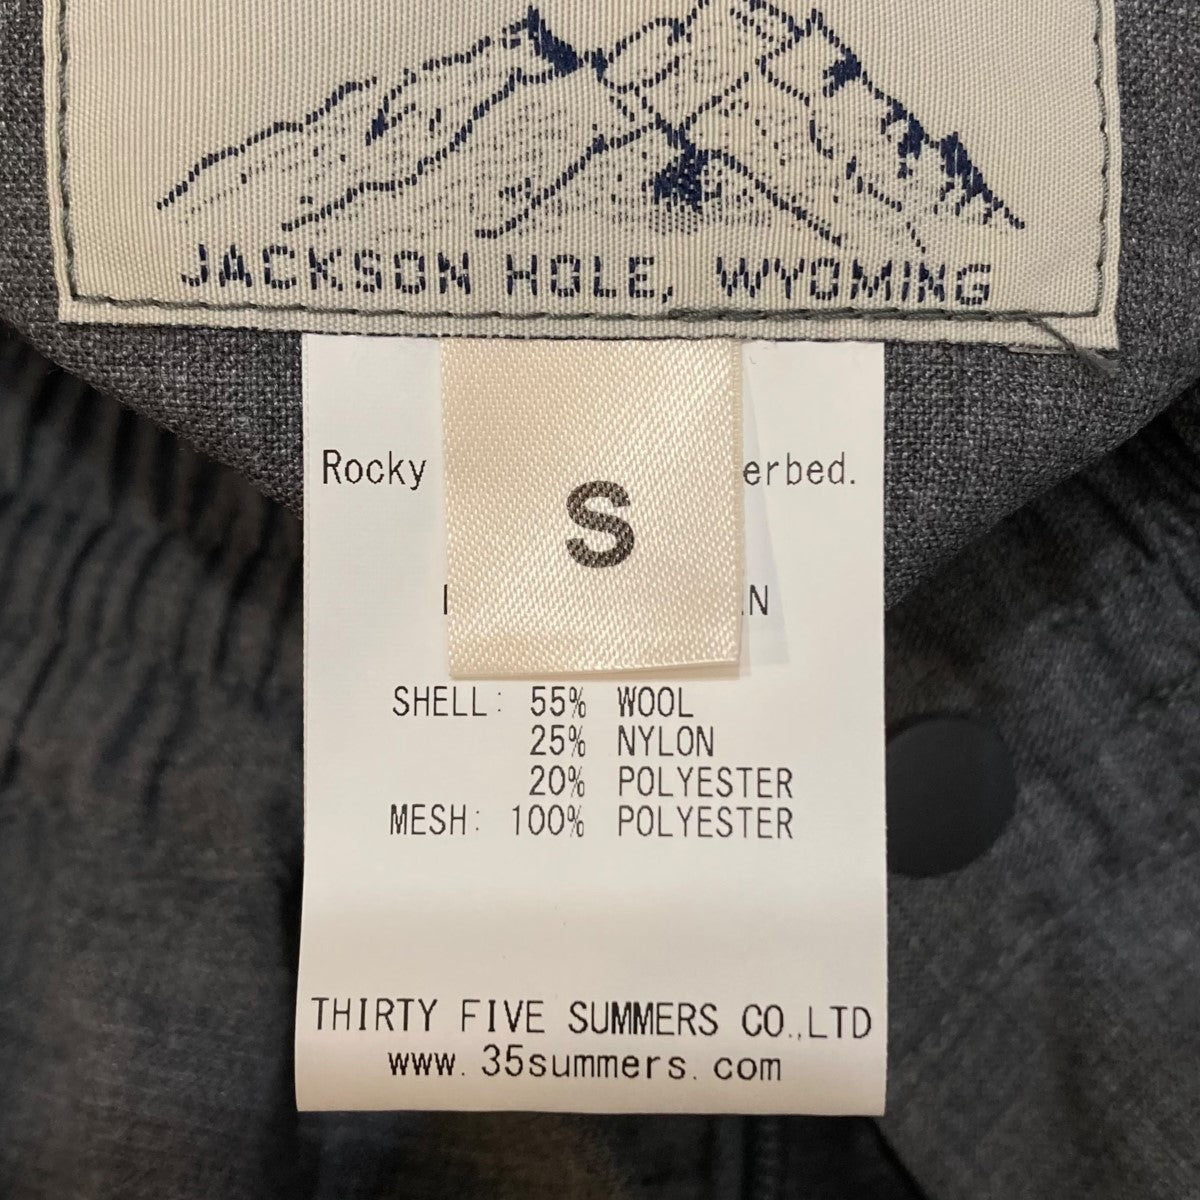 JACKSON HOLE, WYOMING
Rocky erbed.
S
SHELL: 55% WOOL
25% NYLON
20% POLYESTER
MESH: 100% POLYESTER
THIRTY FIVE SUMMERS CO.,LTD
www.35summers.com